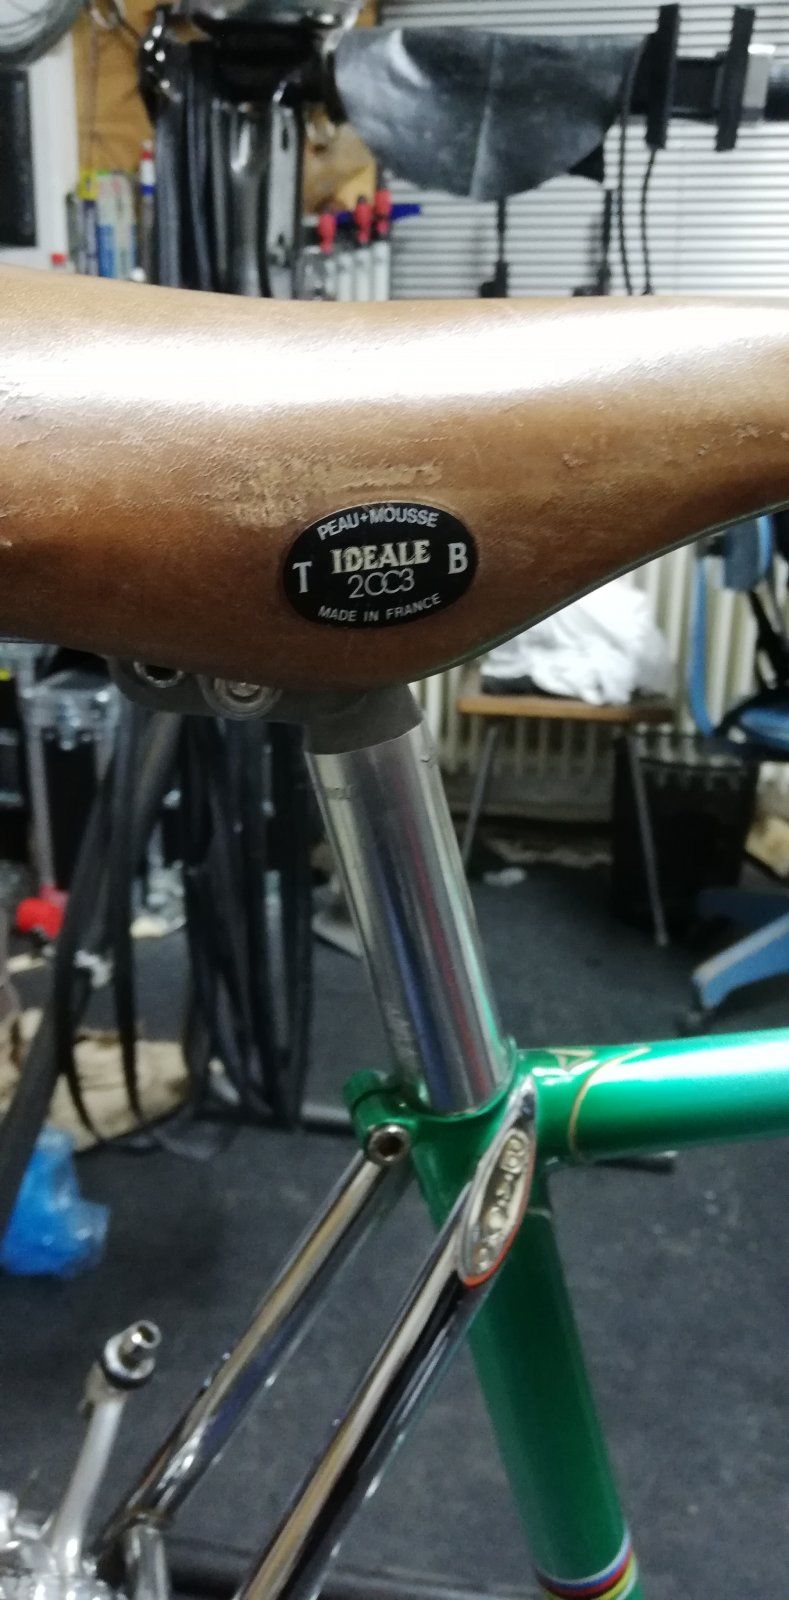 PEAU+MOUSSE
T IDEALE B
2003
MADE IN FRANCE